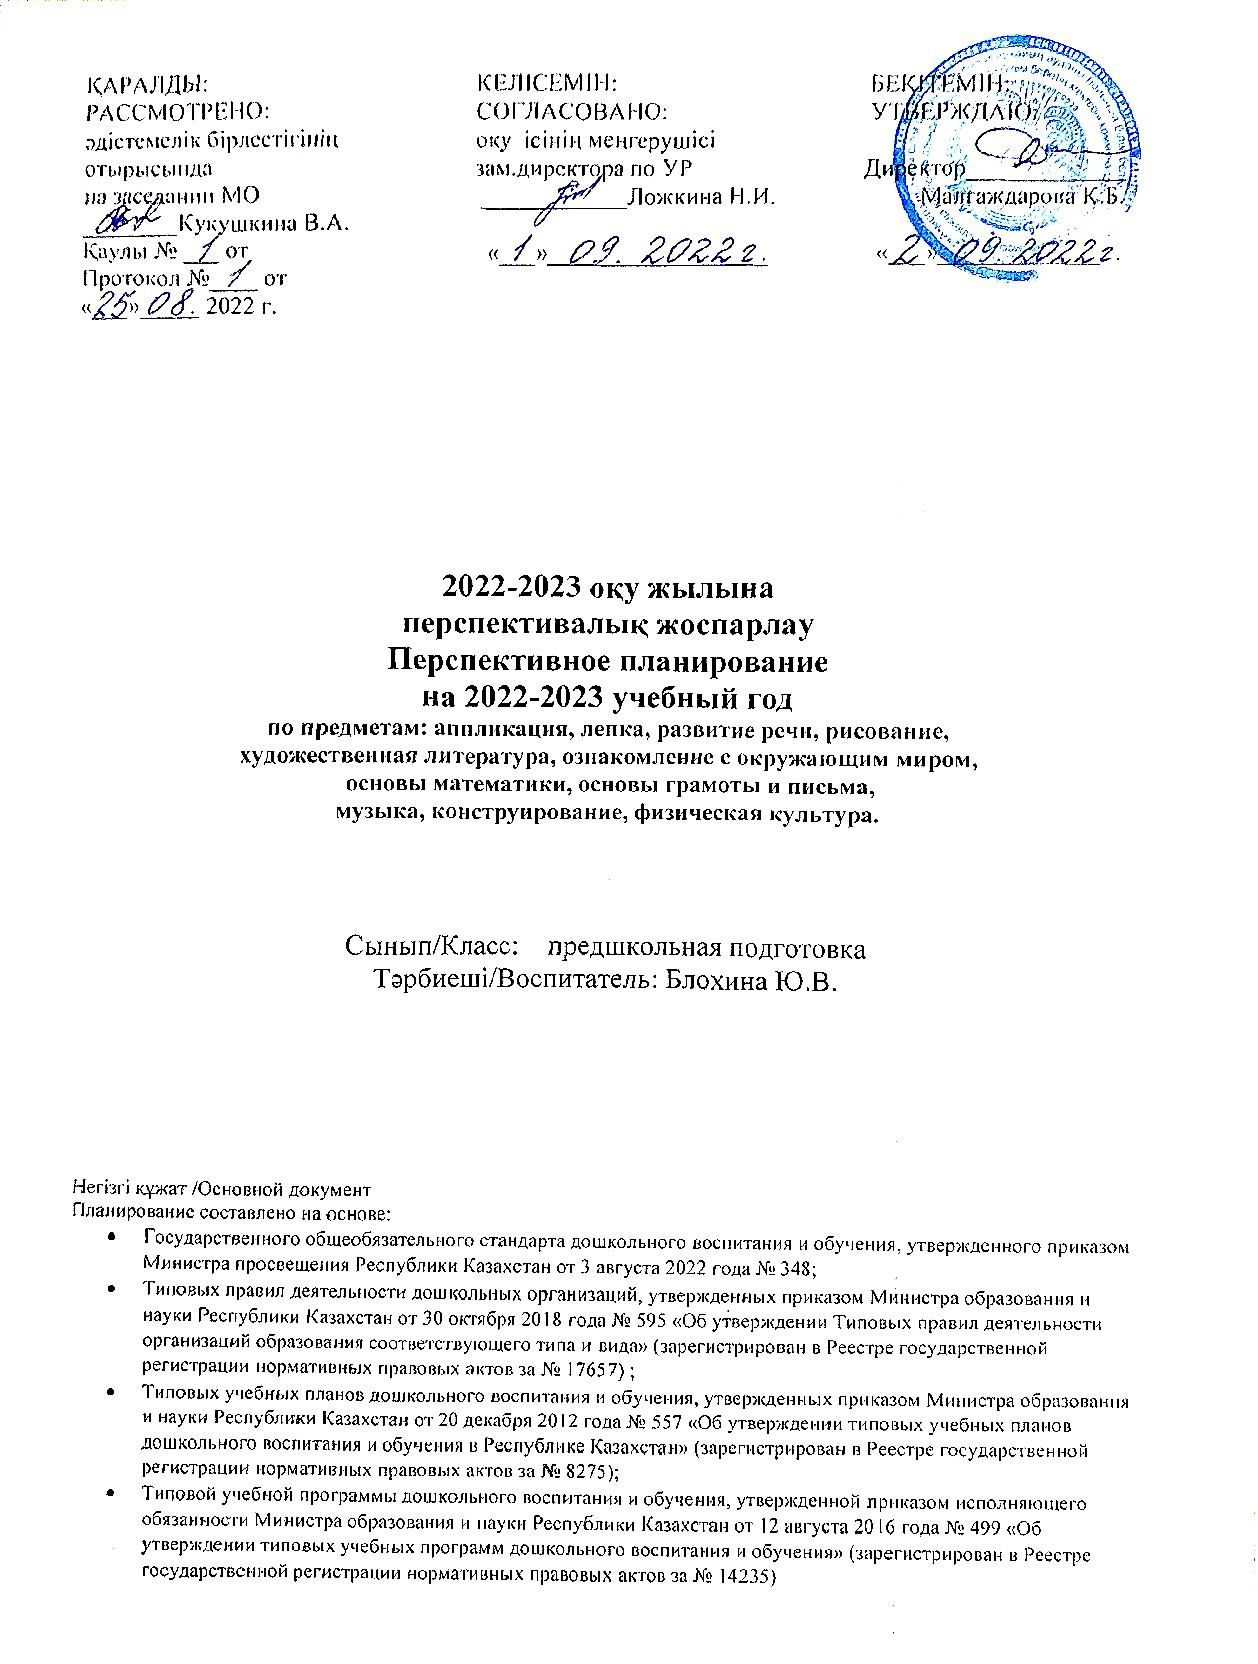 ҚАРАЛДЫ:
РАССМОТРЕНО:
әдістемелік бірлестігінің
отырысында
на заседании МО
________Кукушкина В.А.
Қаулы № 1 от
Протокол № 1 от
«25» 08. 2022 г.
КЕЛІСЕМІН:
СОГЛАСОВАНО:
оқу ісінің меңгерушісі
зам.директора по УР
____________Ложкина Н.И.
«1» 09. 2022 г.
БЕКІТЕМІН:
УТВЕРЖДАЮ:
Директор____________
Малгаждарова Қ.Б.
«2» 09. 2022 г.
2022-2023 оқу жылына
перспективалық жоспарлау
Перспективное планирование
на 2022-2023 учебный год
по предметам: аппликация, лепка, развитие речи, рисование,
художественная литература, ознакомление с окружающим миром,
основы математики, основы грамоты и письма,
музыка, конструирование, физическая культура.
Сынып/Класс: предшкольная подготовка
Тәрбиеші/Воспитатель: Блохина Ю.В.
Негізгі құжат /Основной документ
Планирование составлено на основе:
• Государственного общеобязательного стандарта дошкольного воспитания и обучения, утвержденного приказом
Министра просвещения Республики Казахстан от 3 августа 2022 года № 348;
• Типовых правил деятельности дошкольных организаций, утвержденных приказом Министра образования и
науки Республики Казахстан от 30 октября 2018 года № 595 «Об утверждении Типовых правил деятельности
организаций образования соответствующего типа и вида» (зарегистрирован в Реестре государственной
регистрации нормативных правовых актов за № 17657) ;
• Типовых учебных планов дошкольного воспитания и обучения, утвержденных приказом Министра образования
и науки Республики Казахстан от 20 декабря 2012 года № 557 «Об утверждении типовых учебных планов
дошкольного воспитания и обучения в Республике Казахстан» (зарегистрирован в Реестре государственной
регистрации нормативных правовых актов за № 8275);
• Типовой учебной программы дошкольного воспитания и обучения, утвержденной приказом исполняющего
обязанности Министра образования и науки Республики Казахстан от 12 августа 2016 года № 499 «Об
утверждении типовых учебных программ дошкольного воспитания и обучения» (зарегистрирован в Реестре
государственной регистрации нормативных правовых актов за № 14235)